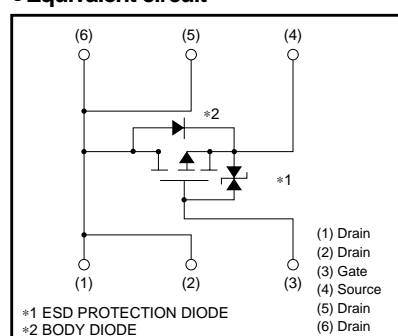 Equivalent circuit
(6) (5) (4)
*2
*1
(1) (2) (3)
(1) Drain
(2) Drain
(3) Gate
(4) Source
(5) Drain
(6) Drain
*1 ESD PROTECTION DIODE
*2 BODY DIODE